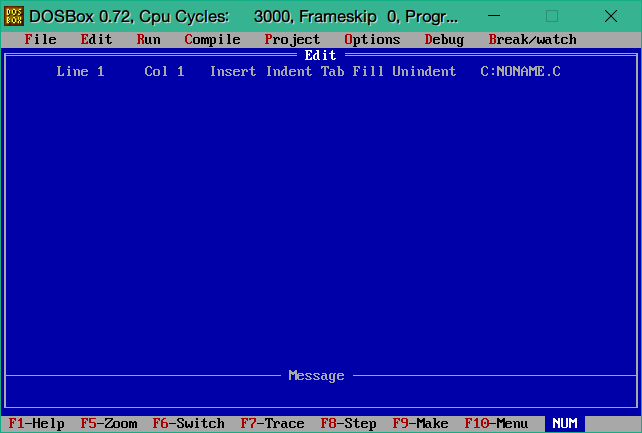 DOS BOX DOSBox 0.72, Cpu Cycles: 3000, Frameskip 0, Progr...
File Edit Run Compile Project Options Debug Break/watch
Edit
Line 1 Col 1 Insert Indent Tab Fill Unindent C:NONAME.C
Message
F1-Help F5-Zoom F6-Switch F7-Trace F8-Step F9-Make F10-Menu NUM